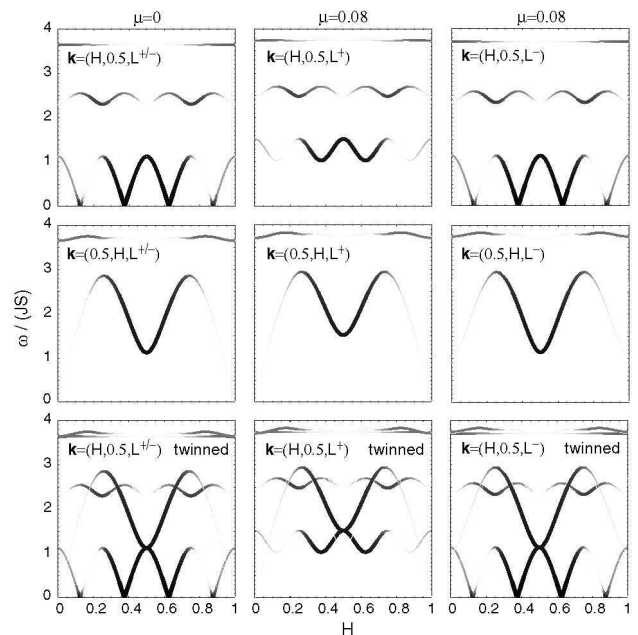 μ=0 μ=0.08 μ=0.08
4 k=(H,0.5,L+/-) k=(H,0.5,L+) k=(H,0.5,L-)
3
2
1
0
4 k=(0.5,H,L+/-) k=(0.5,H,L+) k=(0.5,H,L-)
3
ω / (JS)
2
1
0
4
k=(H,0.5,L+/-) twinned k=(H,0.5,L+) twinned k=(H,0.5,L-) twinned
3
2
1
0
0 0.2 0.4 0.6 0.8 1 0 0.2 0.4 0.6 0.8 1 0 0.2 0.4 0.6 0.8 1
H